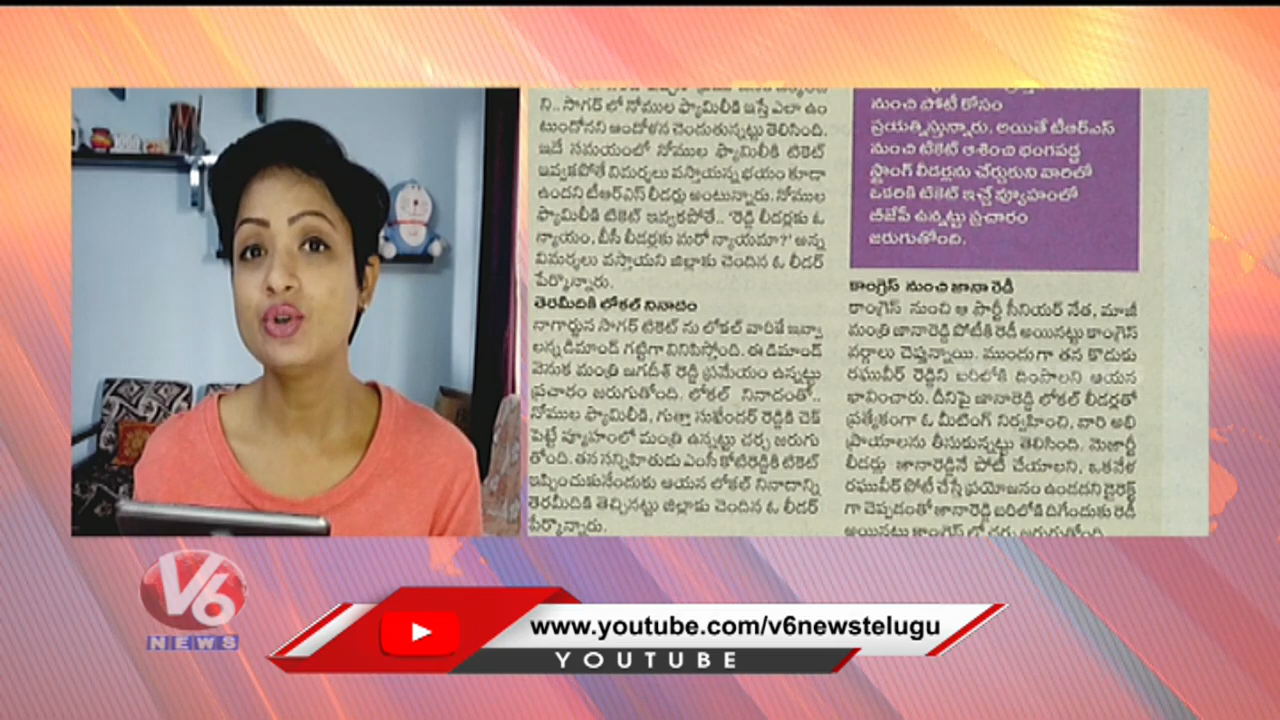 ని.. సాగర్ లో నోముల ఫ్యామిలీకి ఇస్తే ఎలా ఉం
టుందోనని ఆందోళన చెందుతున్నట్టు తెలిసింది.
ఇదే సమయంలో నోముల ఫ్యామిలీకి టికెట్
ఇవ్వకపోతే విమర్శలు వస్తాయన్న భయం కూడా
ఉందని టీఆర్ఎస్ లీడర్లు అంటున్నారు. నోముల
ఫ్యామిలీకి టికెట్ ఇవ్వకపోతే.. 'రెడ్డి లీడర్లకు ఓ
న్యాయం, బీసీ లీడర్లకు మరో న్యాయమా?' అన్న
విమర్శలు వస్తాయని జిల్లాకు చెందిన ఓ లీడర్
పేర్కొన్నారు.
తెరమీదికి లోకల్ నినాదం
నాగార్జున సాగర్ టికెట్ ను లోకల్ వారికే ఇవ్వా
లన్న డిమాండ్ గట్టిగా వినిపిస్తోంది. ఈ డిమాండ్
వెనుక మంత్రి జగదీశ్ రెడ్డి ప్రమేయం ఉన్నట్టు
ప్రచారం జరుగుతోంది. లోకల్ నినాదంతో..
నోముల ఫ్యామిలీకి, గుత్తా సుఖేందర్ రెడ్డికి చెక్
పెట్టే వ్యూహంలో మంత్రి ఉన్నట్టు చర్చ జరుగు
తోంది. తన సన్నిహితుడు ఎంసీ కోటిరెడ్డికి టికెట్
ఇప్పించుకునేందుకు ఆయన లోకల్ నినాదాన్ని
తెరమీదికి తెచ్చినట్టు జిల్లాకు చెందిన ఓ లీడర్
పేర్కొన్నారు.
నుంచి పోటీ కోసం
ప్రయత్నిస్తున్నారు. అయితే టీఆర్ఎస్
నుంచి టికెట్ ఆశించి భంగపడ్డ
స్ట్రాంగ్ లీడర్లను చేర్చుకుని వారిలో
ఒకరికి టికెట్ ఇచ్చే వ్యూహంలో
బీజేపీ ఉన్నట్టు ప్రచారం
జరుగుతోంది.
కాంగ్రెస్ నుంచి జానా రెడ్డి
కాంగ్రెస్ నుంచి ఆ పార్టీ సీనియర్ నేత, మాజీ
మంత్రి జానారెడ్డి పోటీకి రెడీ అయినట్టు కాంగ్రెస్
వర్గాలు చెప్తున్నాయి. ముందుగా తన కొడుకు
రఘువీర్ రెడ్డిని బరిలోకి దింపాలని ఆయన
భావించారు. దీనిపై జానారెడ్డి లోకల్ లీడర్లతో
ప్రత్యేకంగా ఓ మీటింగ్ నిర్వహించి, వారి అభి
ప్రాయాలను తీసుకున్నట్టు తెలిసింది. మెజార్టీ
లీడర్లు జానారెడ్డినే పోటీ చేయాలని, ఒకవేళ
రఘువీర్ పోటీ చేస్తే ప్రయోజనం ఉండదని డైరెక్ట్
గా చెప్పడంతో జానారెడ్డి బరిలోకి దిగేందుకు రెడీ
అయినట్టు కాంగ్రెస్ లో చర్చ జరుగుతోంది.
V6
NEWS
www.youtube.com/v6newstelugu
YOUTUBE